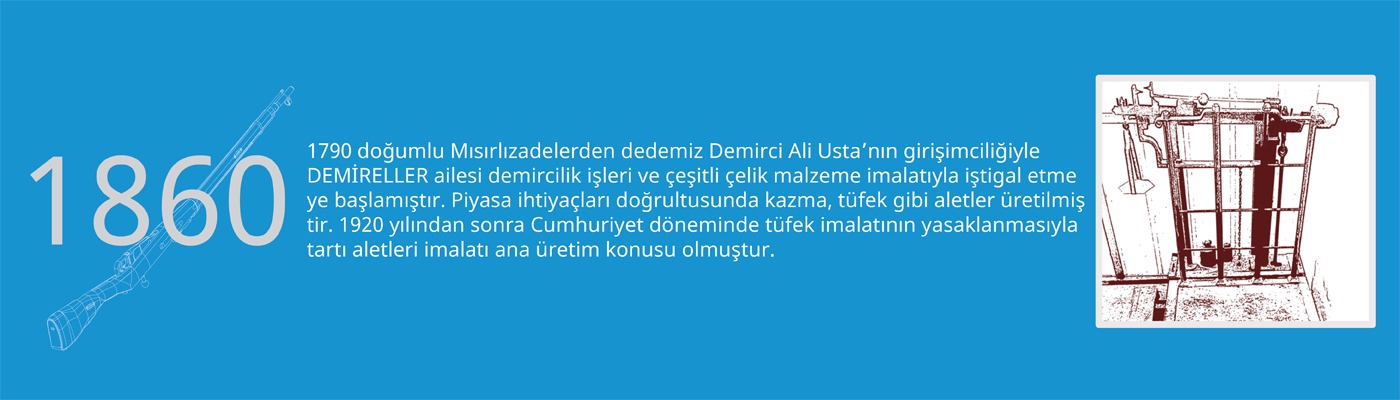 1860
1790 doğumlu Mısırlızadelerden dedemiz Demirci Ali Usta’nın girişimciliğiyle
DEMİRELLER ailesi demircilik işleri ve çeşitli çelik malzeme imalatıyla iştigal etme
ye başlamıştır. Piyasa ihtiyaçları doğrultusunda kazma, tüfek gibi aletler üretilmiş
tir. 1920 yılından sonra Cumhuriyet döneminde tüfek imalatının yasaklanmasıyla
tartı aletleri imalatı ana üretim konusu olmuştur.